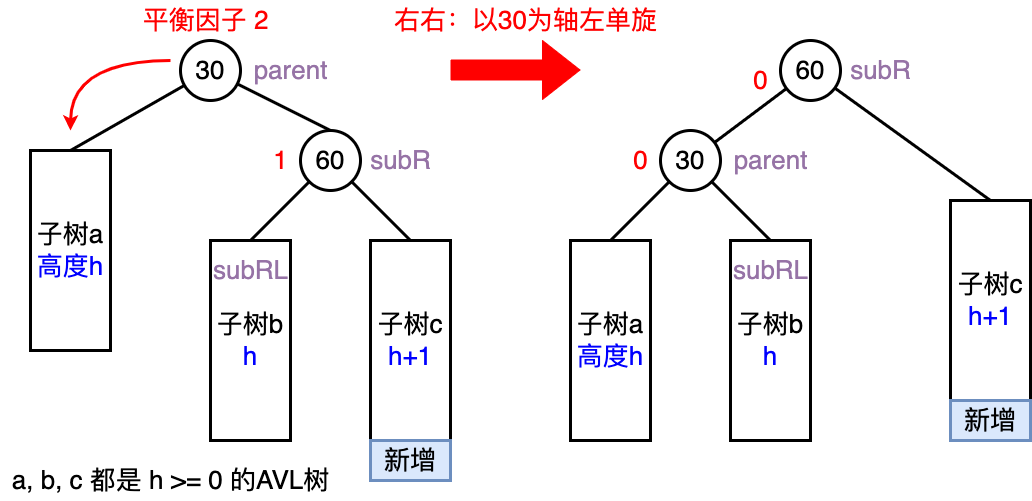 平衡因子 2
右右：以30为轴左单旋
30
parent
1
60
subR
子树a
高度h
subRL
子树b
h
子树c
h+1
新增
0
60
subR
0
30
parent
子树a
高度h
subRL
子树b
h
子树c
h+1
新增
a, b, c 都是 h >= 0 的AVL树